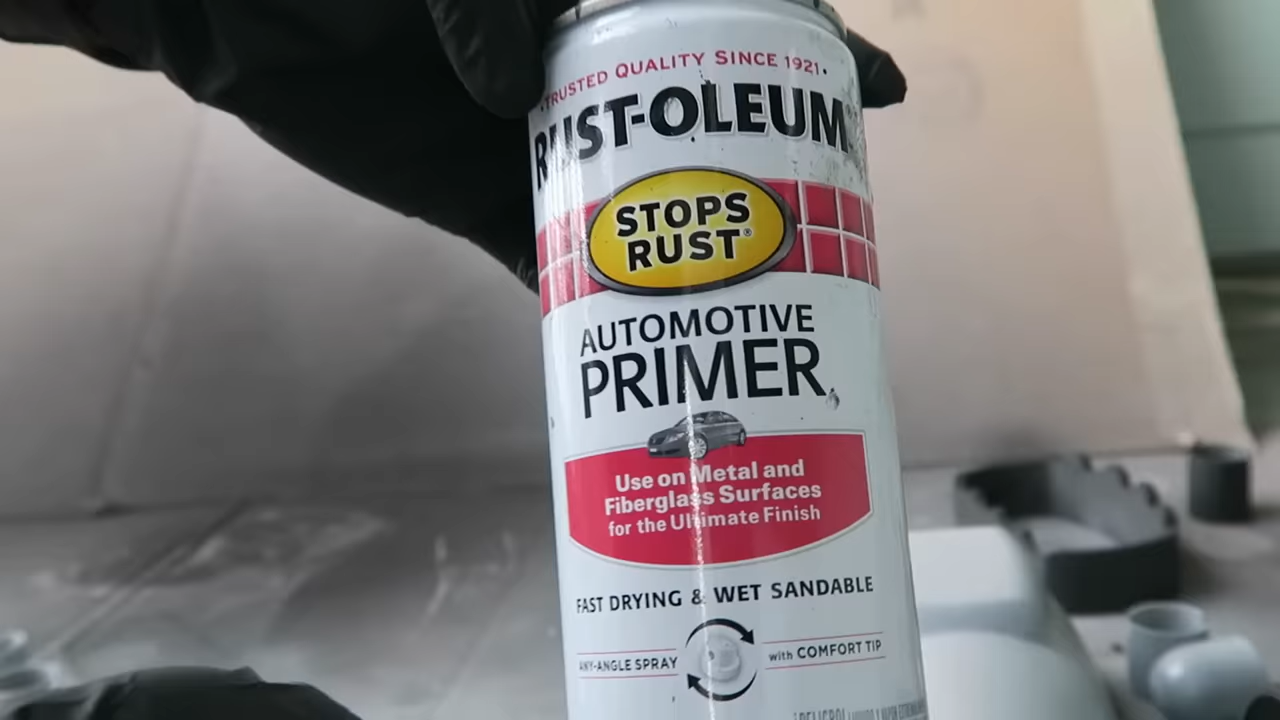 • TRUSTED QUALITY SINCE 1921 •
RUST-OLEUM®
STOPS
RUST®
AUTOMOTIVE
PRIMER
Use on Metal and
Fiberglass Surfaces
for the Ultimate Finish
FAST DRYING & WET SANDABLE
ANY-ANGLE SPRAY with COMFORT TIP